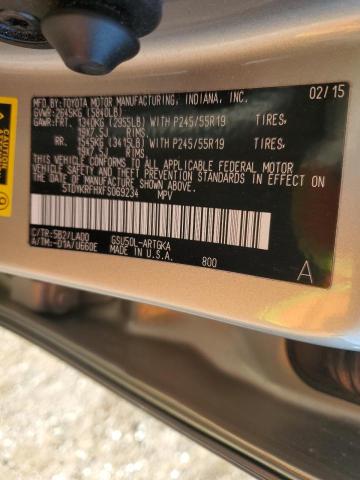 MFD.BY:TOYOTA MOTOR MANUFACTURING, INDIANA, INC. 02/15
GVWR:2645KG (5840LB)
GAWR:FRT. 1340KG (2955LB) WITH P245/55R19 TIRES,
19X7.5J RIMS,
RR. 1545KG (3415LB) WITH P245/55R19 TIRES,
19X7.5J RIMS,
THIS VEHICLE CONFORMS TO ALL APPLICABLE FEDERAL MOTOR
VEHICLE SAFETY AND THEFT PREVENTION STANDARDS IN EFFECT
ON THE DATE OF MANUFACTURE SHOWN ABOVE.
5TDYKRFHXFS069234 MPV
C/TR:5B2/LA00 GSU50L-ARTGKA
A/TM:-01A/U660E MADE IN U.S.A. 800 A
CAUTION